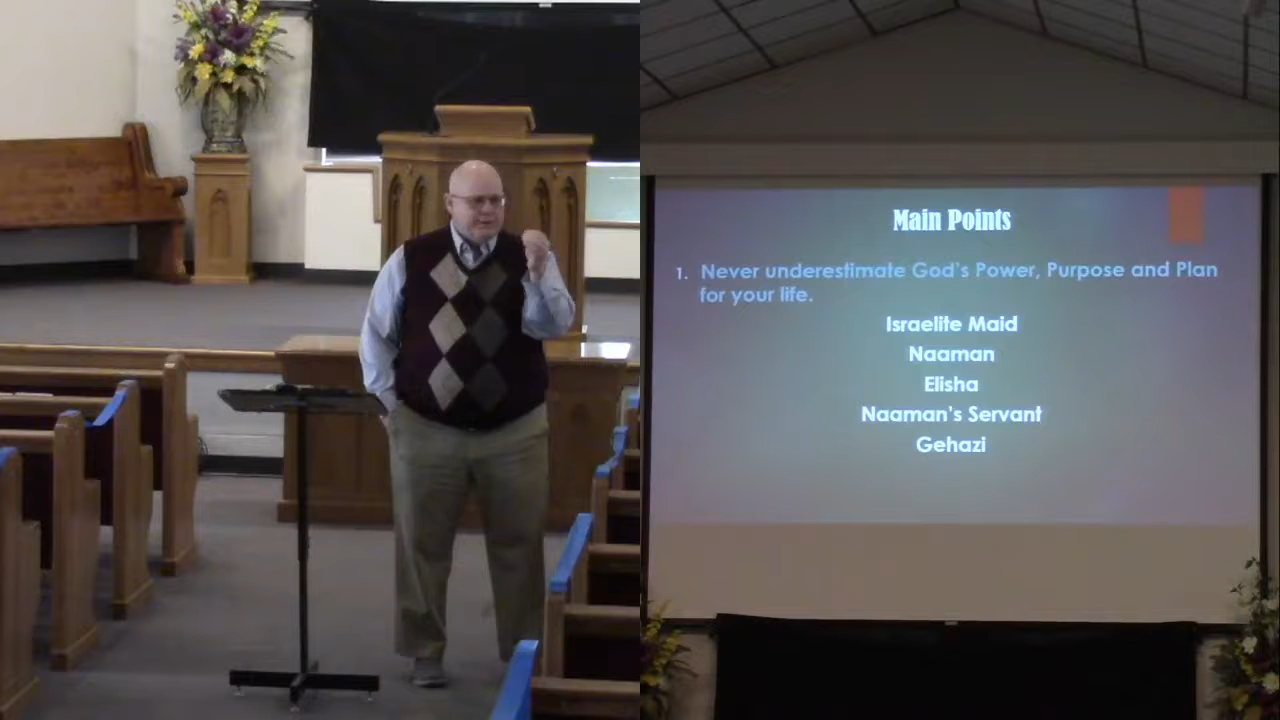 Main Points
1. Never underestimate God's Power, Purpose and Plan
for your life.
Israelite Maid
Naaman
Elisha
Naaman's Servant
Gehazi